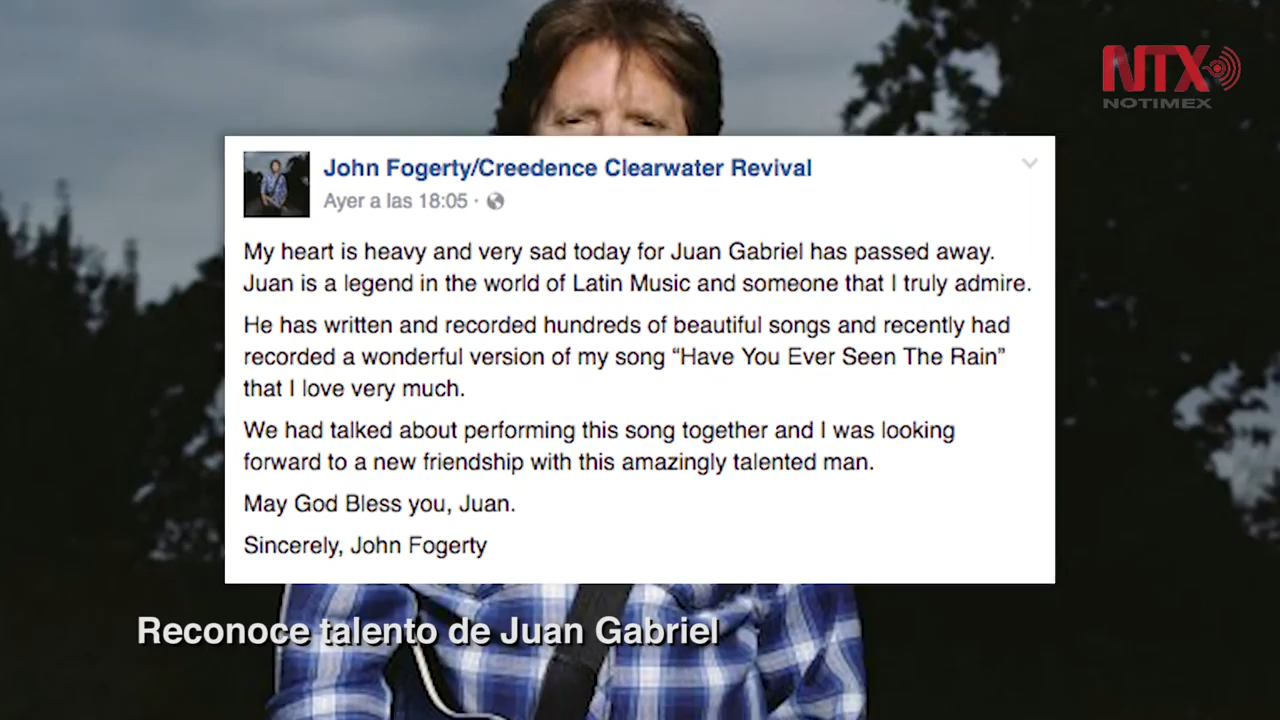 NTX
NOTIMEX
John Fogerty/Creedence Clearwater Revival
Ayer a las 18:05 ·
My heart is heavy and very sad today for Juan Gabriel has passed away.
Juan is a legend in the world of Latin Music and someone that I truly admire.
He has written and recorded hundreds of beautiful songs and recently had
recorded a wonderful version of my song “Have You Ever Seen The Rain”
that I love very much.
We had talked about performing this song together and I was looking
forward to a new friendship with this amazingly talented man.
May God Bless you, Juan.
Sincerely, John Fogerty
Reconoce talento de Juan Gabriel